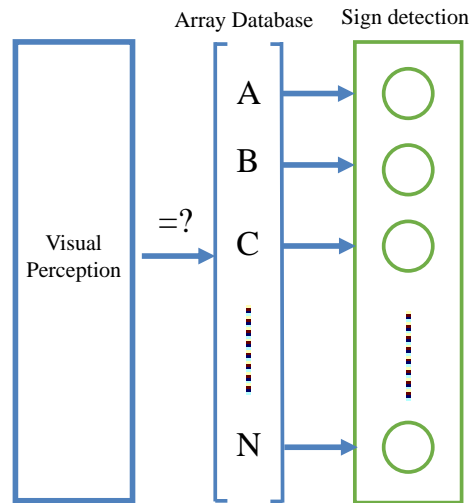 Array Database
Sign detection
A
B
=?
C
Visual
Perception
N